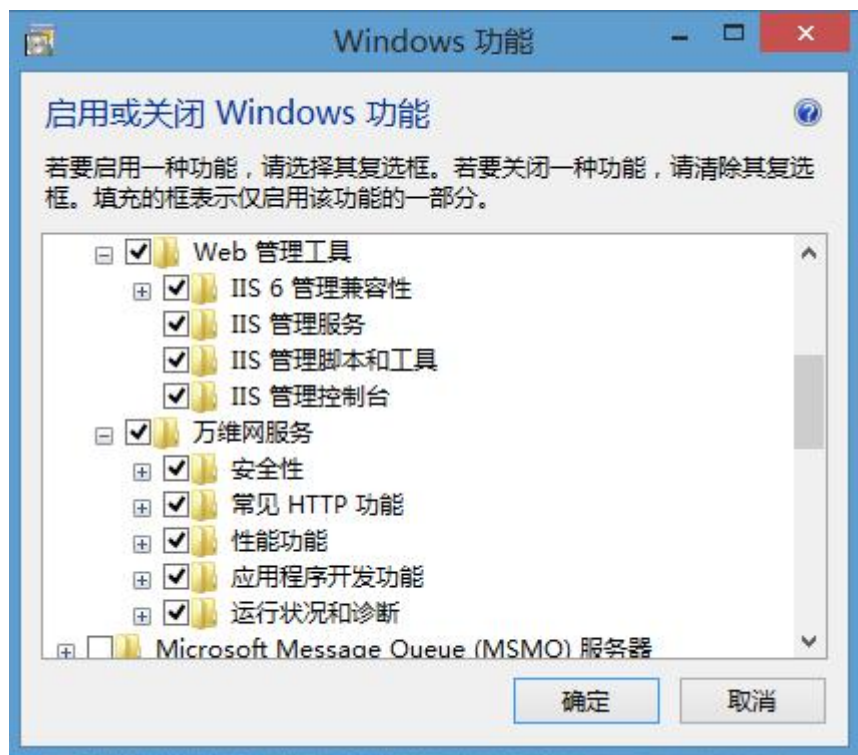 Windows 功能
启用或关闭 Windows 功能
若要启用一种功能，请选择其复选框。若要关闭一种功能，请清除其复选
框。填充的框表示仅启用该功能的一部分。
Web 管理工具
IIS 6 管理兼容性
IIS 管理服务
IIS 管理脚本和工具
IIS 管理控制台
万维网服务
安全性
常见 HTTP 功能
性能功能
应用程序开发功能
运行状况和诊断
Microsoft Message Queue (MSMQ) 服务器
确定
取消